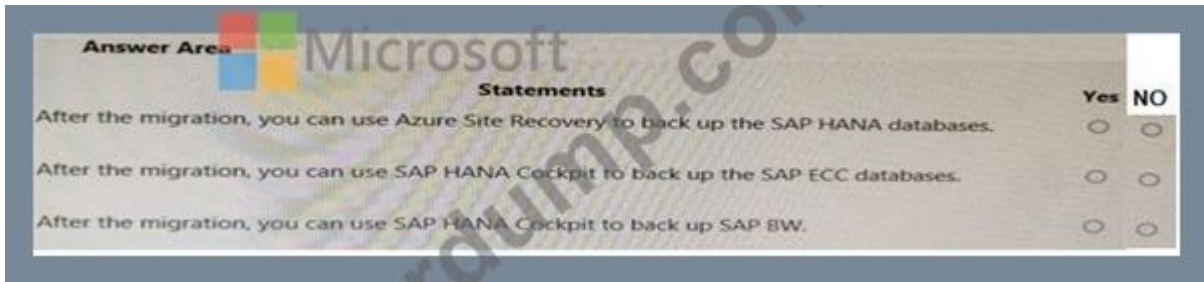 Answer Area
Microsoft
Statements
Yes NO
After the migration, you can use Azure Site Recovery to back up the SAP HANA databases.
After the migration, you can use SAP HANA Cockpit to back up the SAP ECC databases.
After the migration, you can use SAP HANA Cockpit to back up SAP BW.
rdump.com